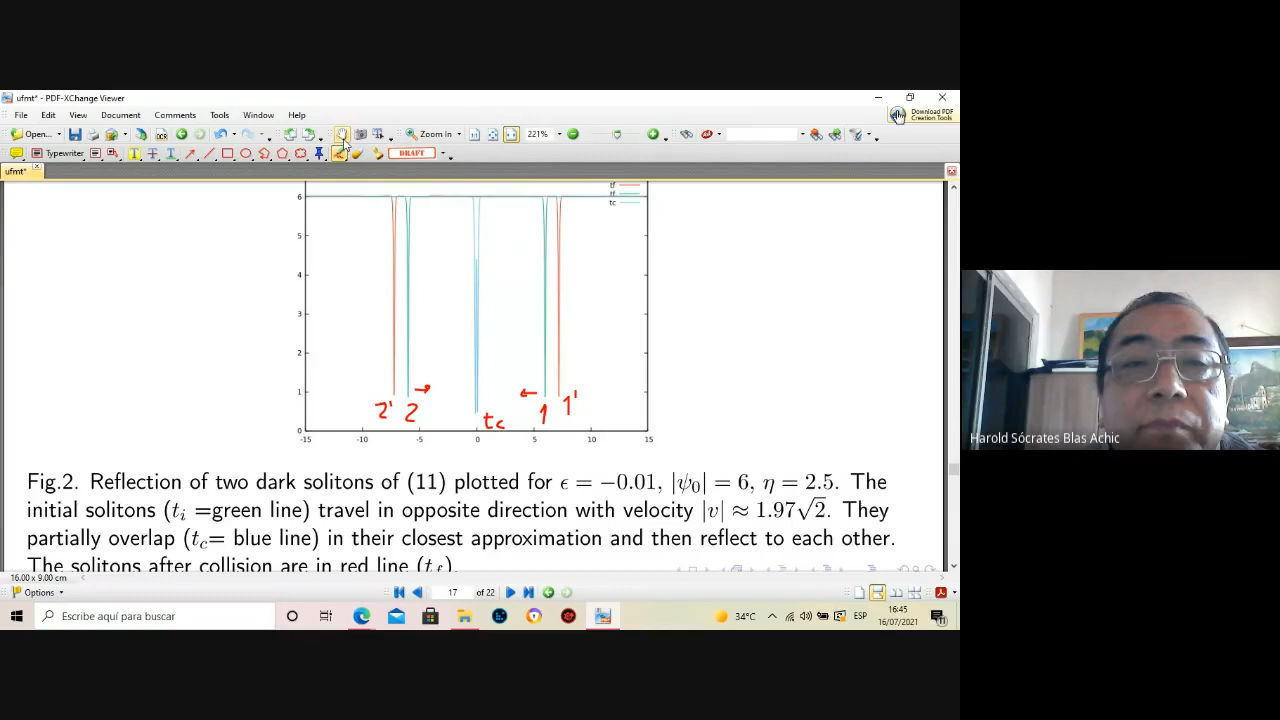 ufmt* - PDF-XChange Viewer
File Edit View Document Comments Tools Window Help
Download PDF
Creation Tools
Open... OCR Zoom In 221%
Typewriter DRAFT
ufmt*
tf
tc
6
5
4
3
2
1
0
2' 2 tc 1 1'
-15 -10 -5 0 5 10 15
Fig.2. Reflection of two dark solitons of (11) plotted for ϵ = −0.01, |ψ₀| = 6, η = 2.5. The
initial solitons (tᵢ =green line) travel in opposite direction with velocity |v| ≈ 1.97√2. They
partially overlap (t_c= blue line) in their closest approximation and then reflect to each other.
The solitons after collision are in red line (t_f).
16.00 x 9.00 cm
Options 17 of 22
Escribe aquí para buscar
34°C ESP
16:45
16/07/2021
Harold Sócrates Blas Achic